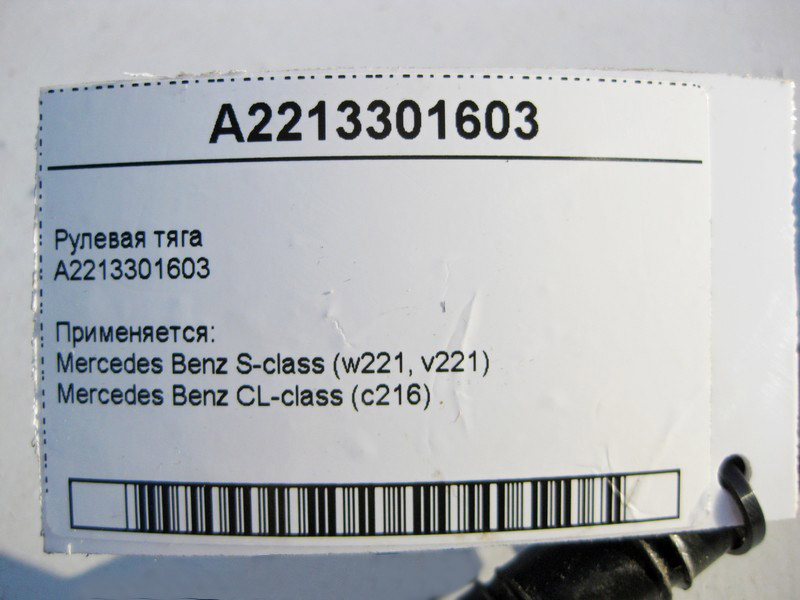 A2213301603
Рулевая тяга
A2213301603
Применяется:
Mercedes Benz S-class (w221, v221)
Mercedes Benz CL-class (c216)